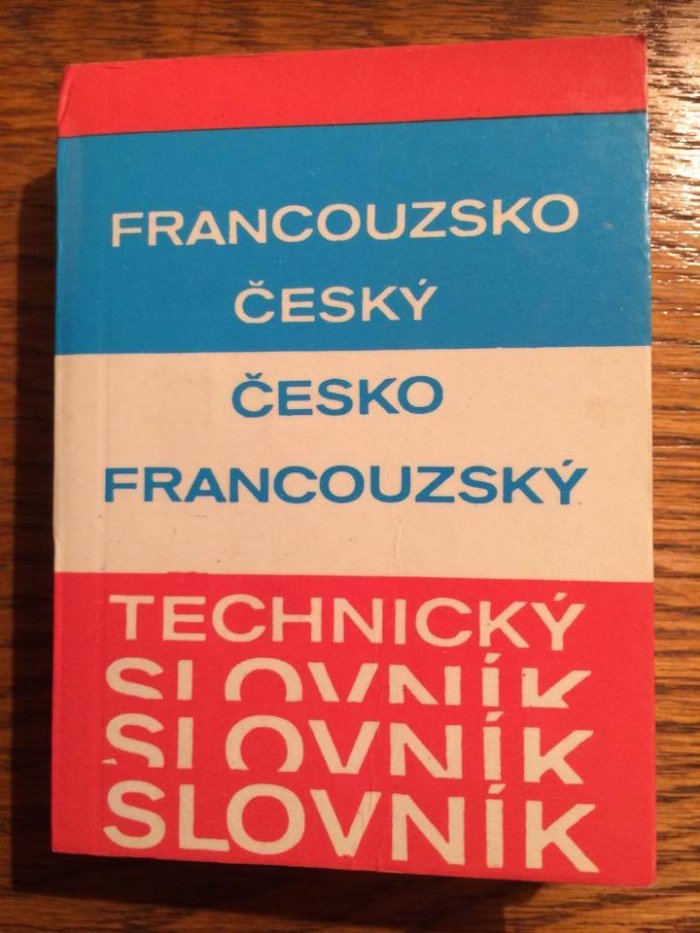 FRANCOUZSKO
ČESKÝ
ČESKO
FRANCOUZSKÝ
TECHNICKÝ
SLOVNÍK
SLOVNÍK
SLOVNÍK